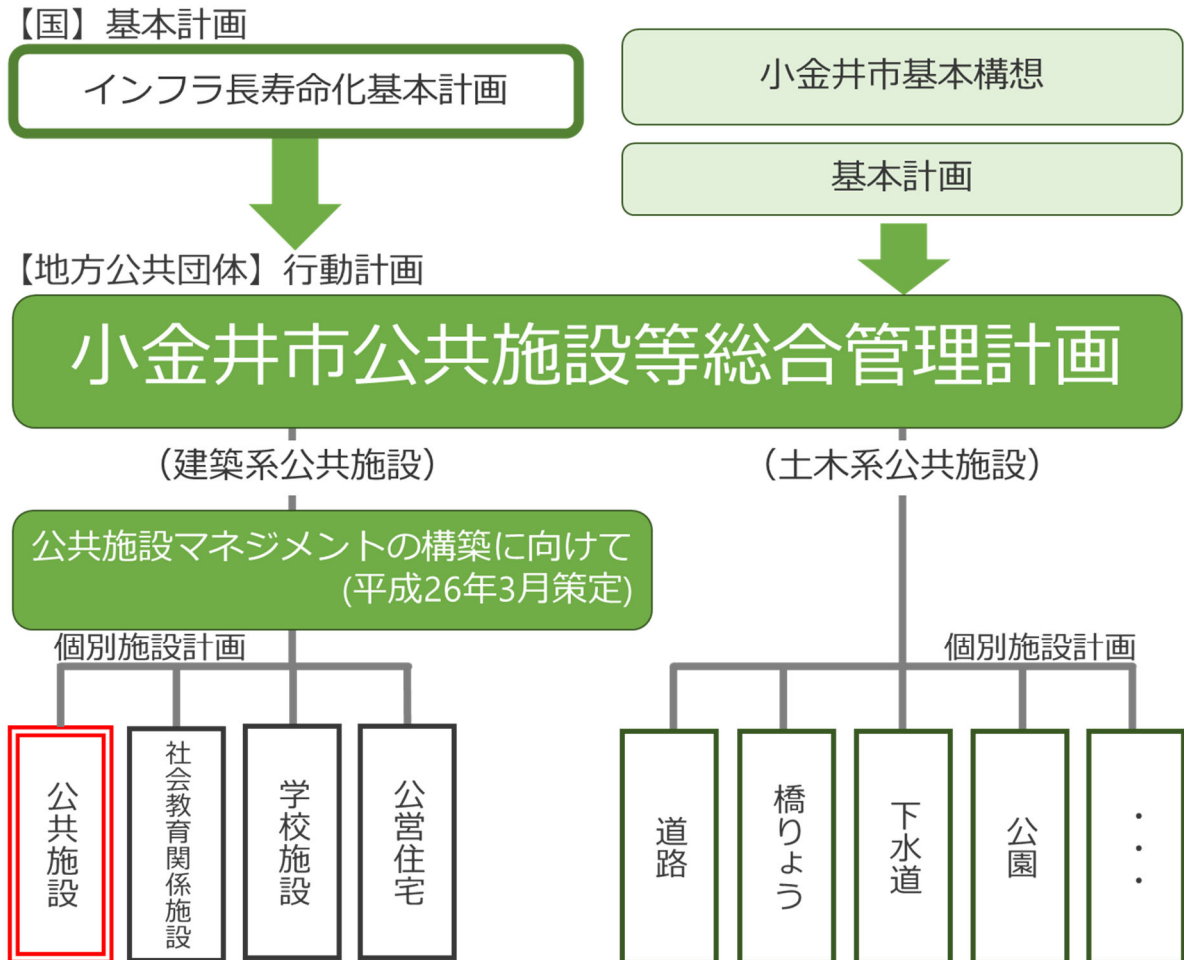 【国】基本計画
インフラ長寿命化基本計画
小金井市基本構想
基本計画
【地方公共団体】行動計画
小金井市公共施設等総合管理計画
（建築系公共施設）
（土木系公共施設）
公共施設マネジメントの構築に向けて
(平成26年3月策定)
個別施設計画
個別施設計画
公共施設
社会教育関係施設
学校施設
公営住宅
道路
橋りょう
下水道
公園
・・・